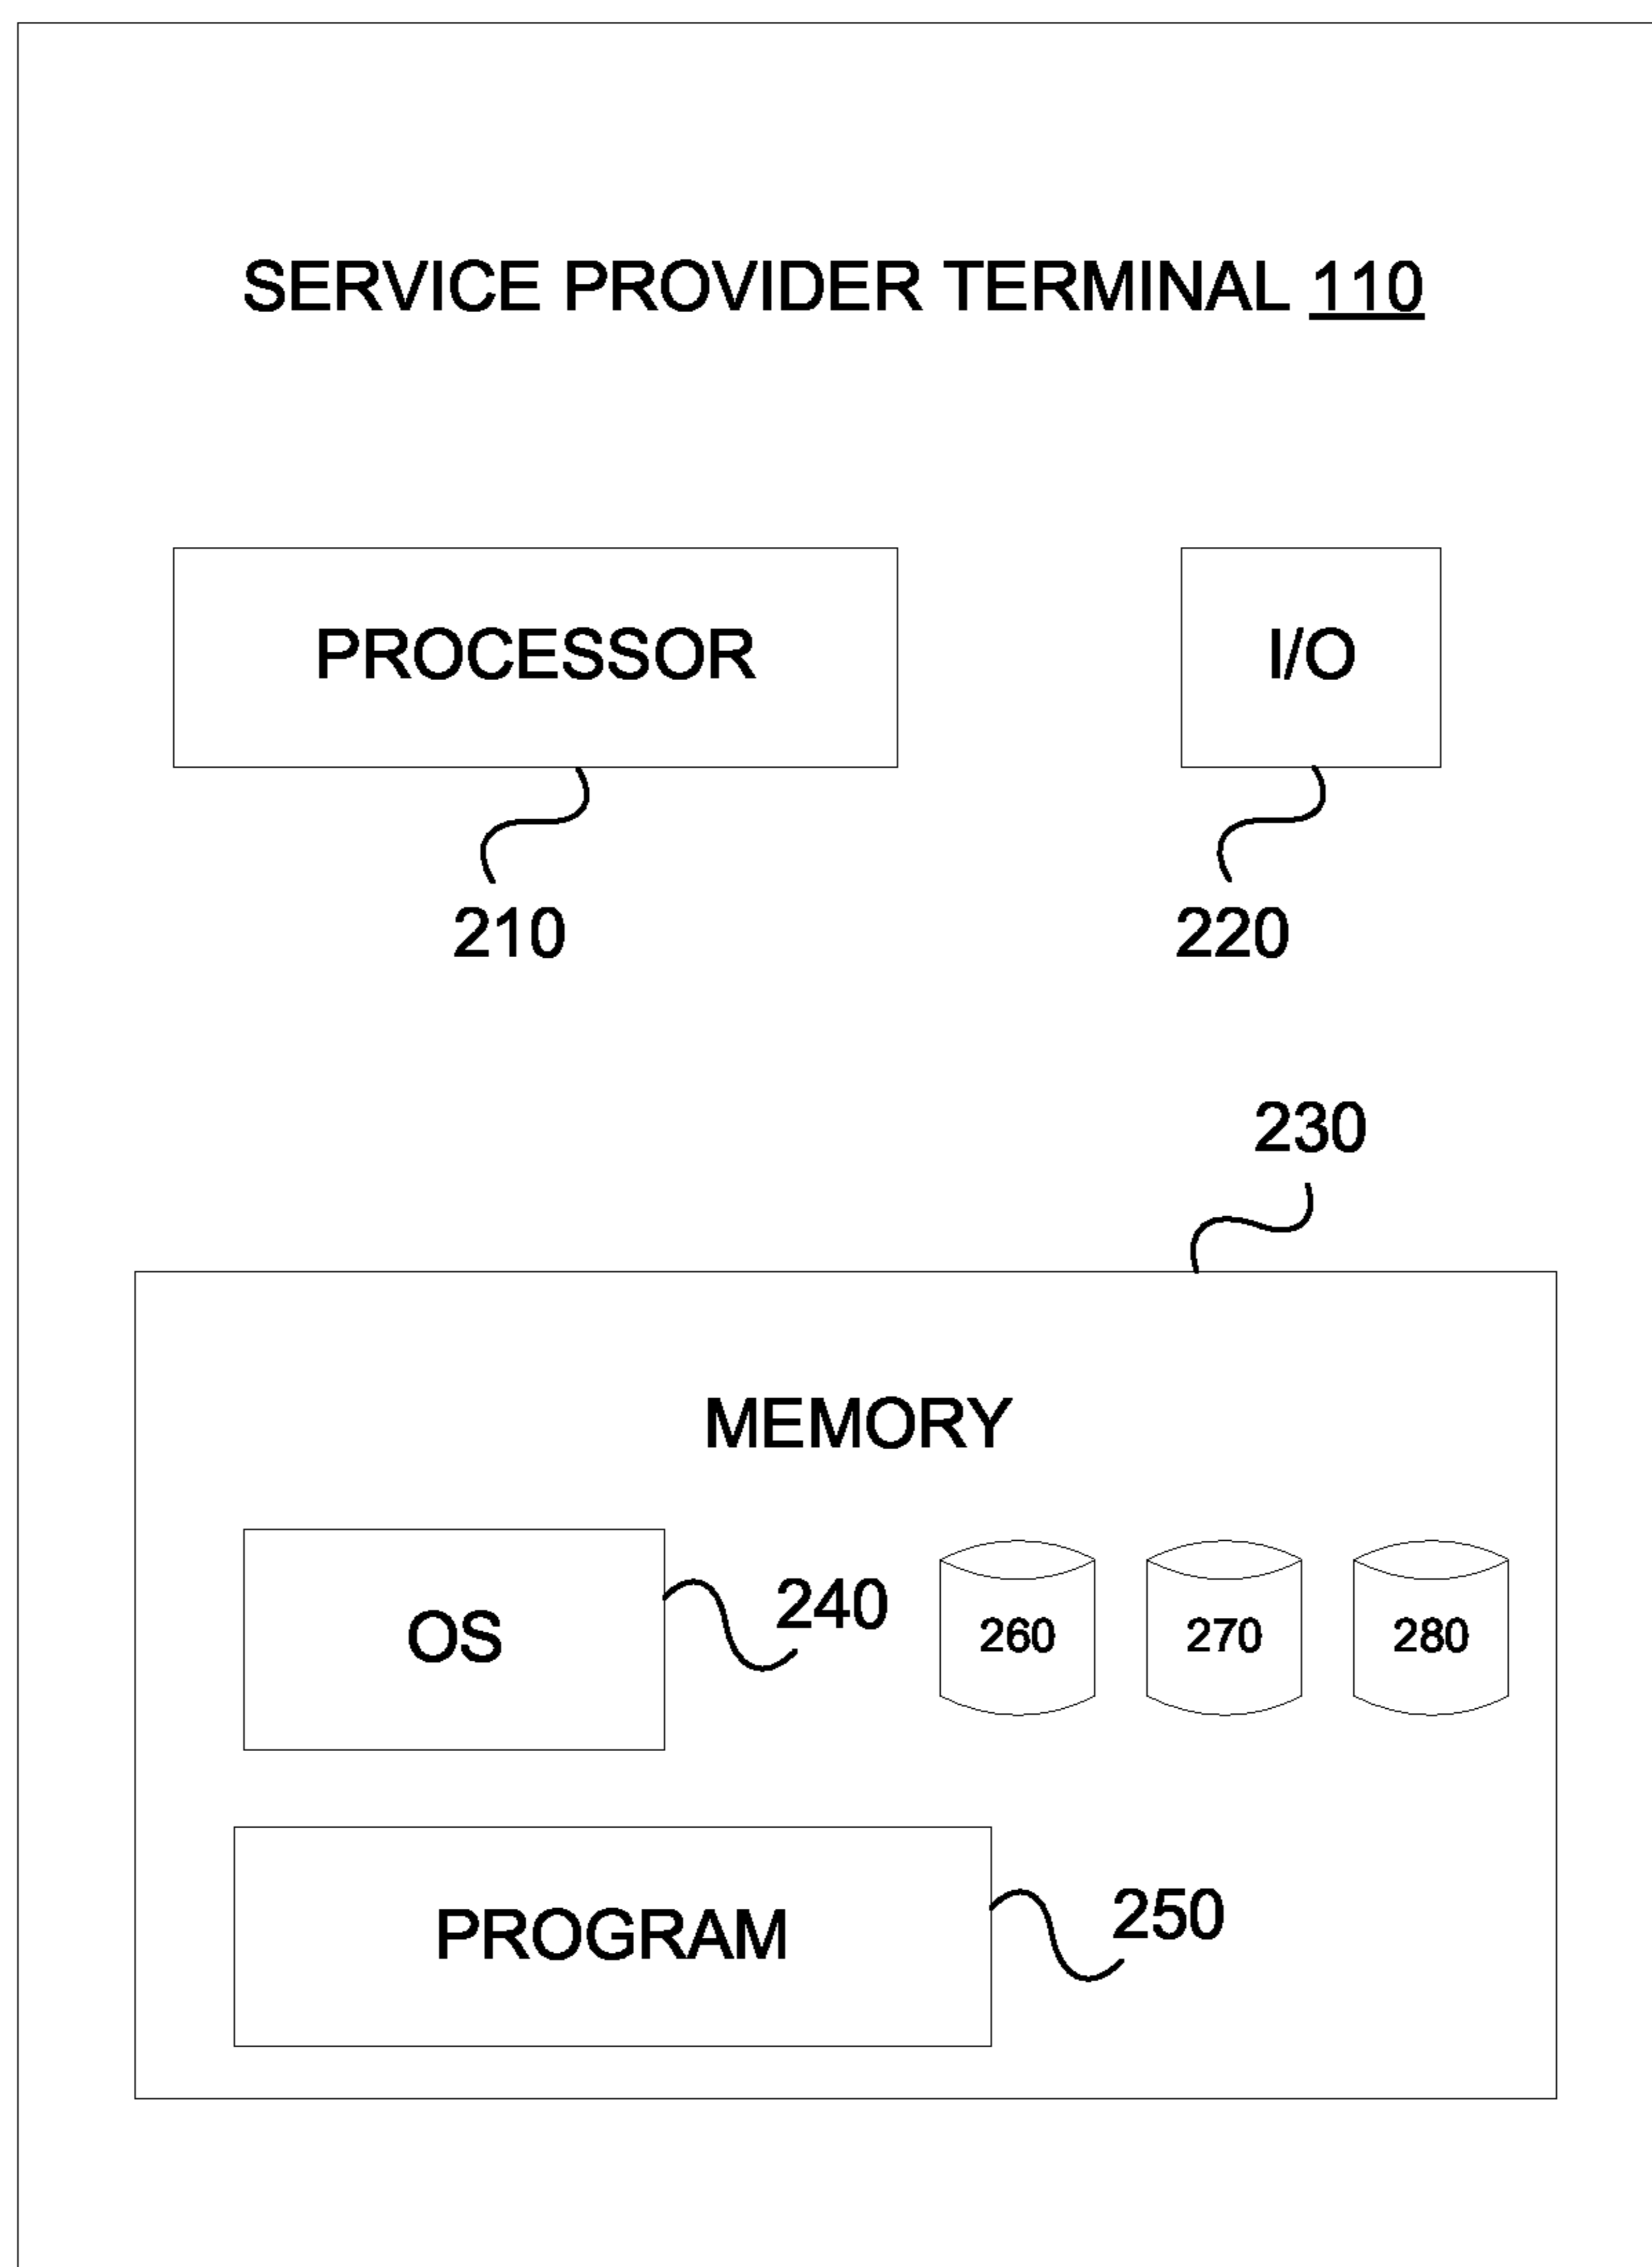 SERVICE PROVIDER TERMINAL 110
PROCESSOR
I/O
210
220
230
MEMORY
OS
240
260
270
280
PROGRAM
250